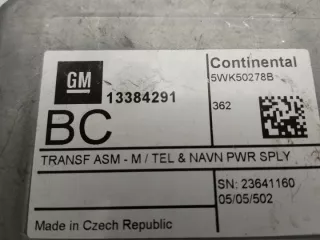 GM
Continental
13384291
5WK50278B
BC
362
TRANSF ASM - M / TEL & NAVN PWR SPLY
SN: 23641160
05/05/502
Made in Czech Republic